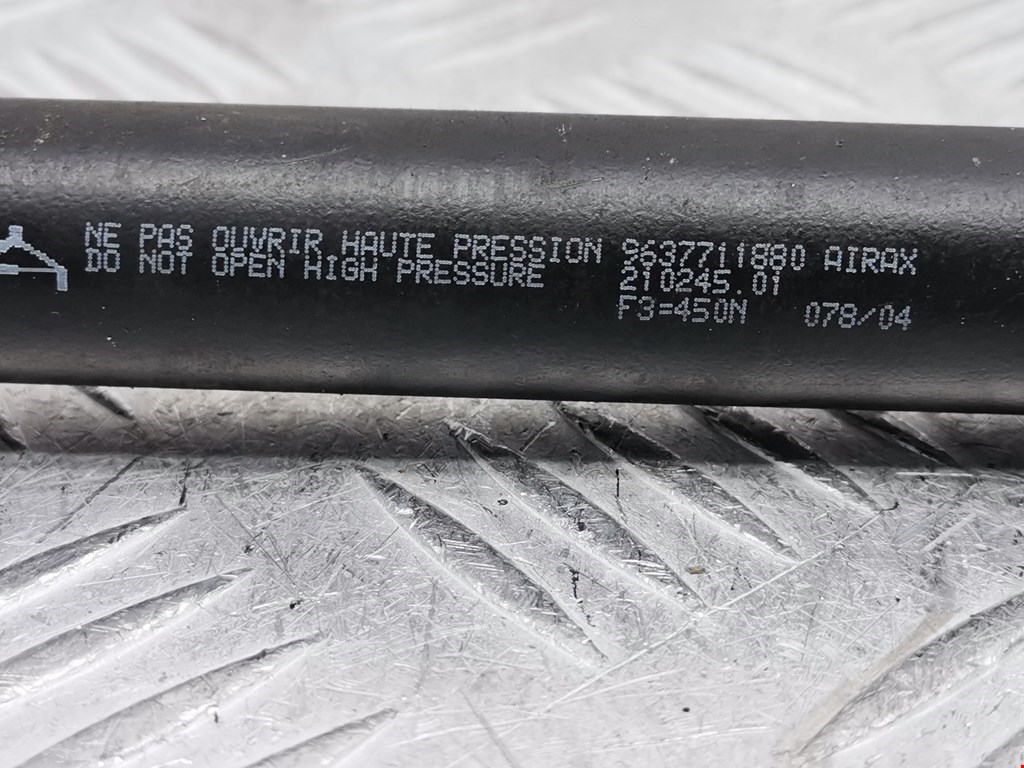 NE PAS OUVRIR HAUTE PRESSION 9637711880 AIRAX
DO NOT OPEN HIGH PRESSURE 210245.01
F3=450N 078/04